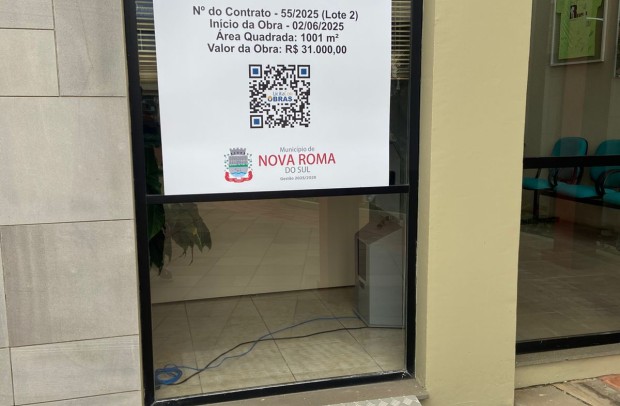 Nº do Contrato - 55/2025 (Lote 2)
Inicio da Obra - 02/06/2025
Área Quadrada: 1001 m²
Valor da Obra: R$ 31.000,00
OBRAS
Município de
NOVA ROMA
DO SUL